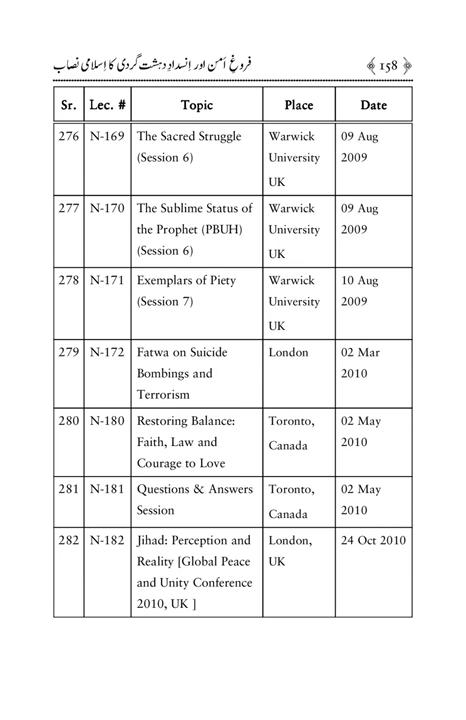 فروغِ اَمن اور اِنسدادِ دہشت گردی کا اِسلامی نصاب ﴿ 158 ﴾
Sr. Lec. # Topic Place Date
276 N-169 The Sacred Struggle Warwick 09 Aug
(Session 6) University 2009
UK
277 N-170 The Sublime Status of Warwick 09 Aug
the Prophet (PBUH) University 2009
(Session 6) UK
278 N-171 Exemplars of Piety Warwick 10 Aug
(Session 7) University 2009
UK
279 N-172 Fatwa on Suicide London 02 Mar
Bombings and 2010
Terrorism
280 N-180 Restoring Balance: Toronto, 02 May
Faith, Law and Canada 2010
Courage to Love
281 N-181 Questions & Answers Toronto, 02 May
Session Canada 2010
282 N-182 Jihad: Perception and London, 24 Oct 2010
Reality [Global Peace UK
and Unity Conference
2010, UK ]